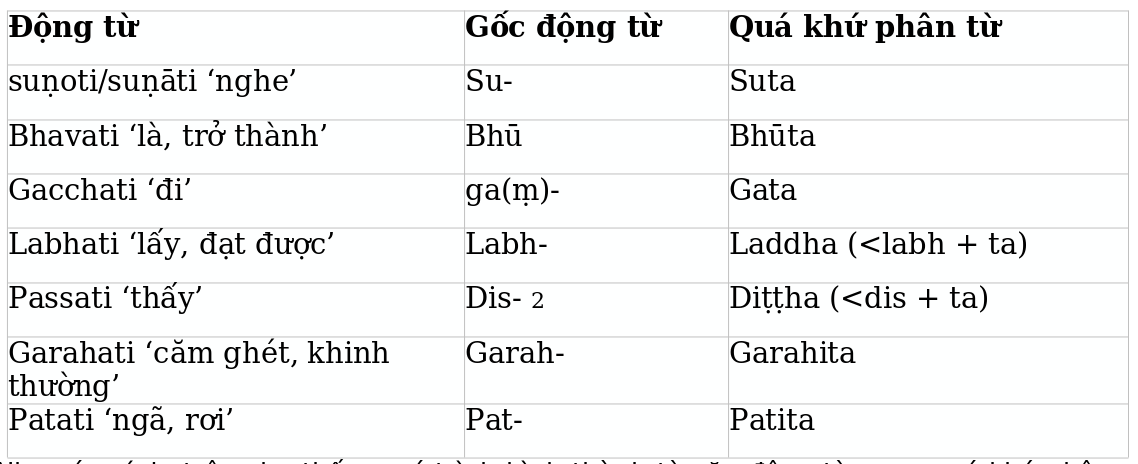 Động từ Gốc động từ Quá khứ phân từ
suṇoti/suṇāti ‘nghe’ Su- Suta
Bhavati ‘là, trở thành’ Bhū Bhūta
Gacchati ‘đi’ ga(ṃ)- Gata
Labhati ‘lấy, đạt được’ Labh- Laddha (<labh + ta)
Passati ‘thấy’ Dis- 2 Diṭṭha (<dis + ta)
Garahati ‘căm ghét, khinh Garah- Garahita
thường’
Patati ‘ngã, rơi’ Pat- Patita